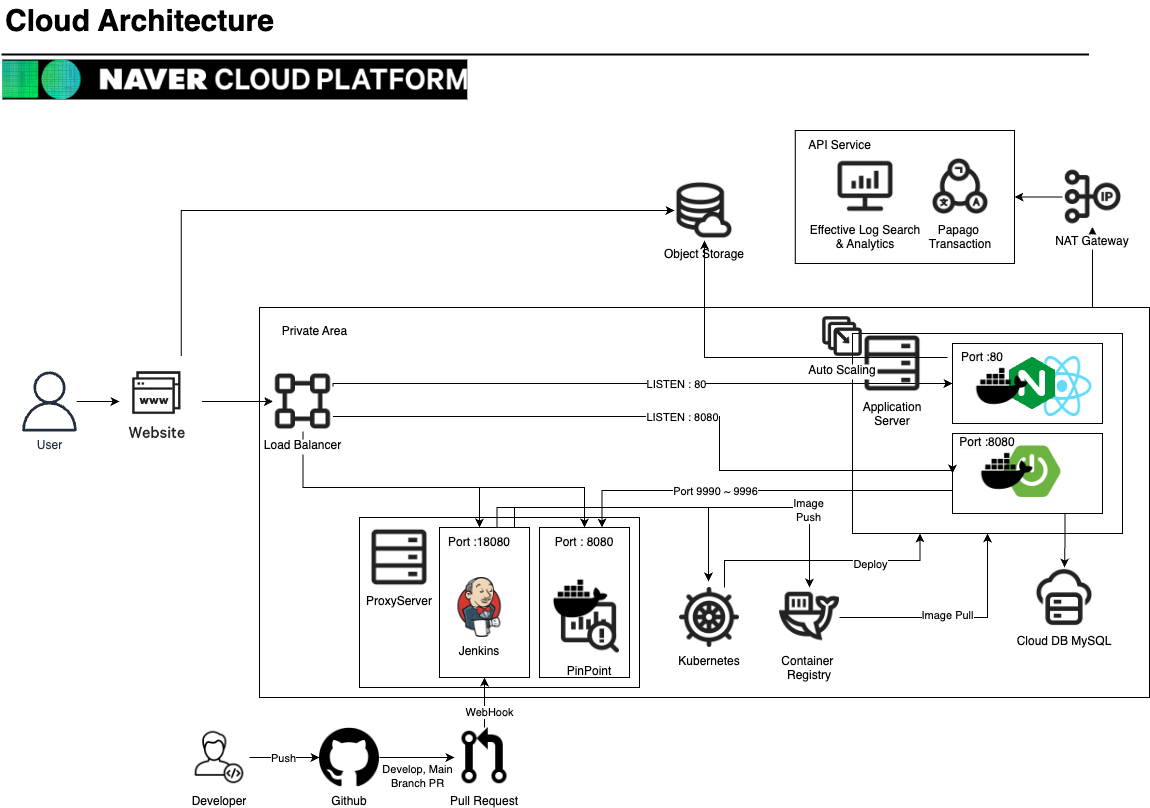 Cloud Architecture
NAVER CLOUD PLATFORM
API Service
Effective Log Search
& Analytics
Papago
Transaction
IP
NAT Gateway
Object Storage
Private Area
Auto Scaling
Application
Server
Port :80
N
LISTEN : 80
www
User
Website
Load Balancer
LISTEN : 8080
Port :8080
Port 9990 ~ 9996
Image
Push
Port :18080
Port : 8080
ProxyServer
Deploy
Jenkins
PinPoint
Kubernetes
Container
Registry
Image Pull
Cloud DB MySQL
WebHook
Push
Develop, Main
Branch PR
Developer
Github
Pull Request